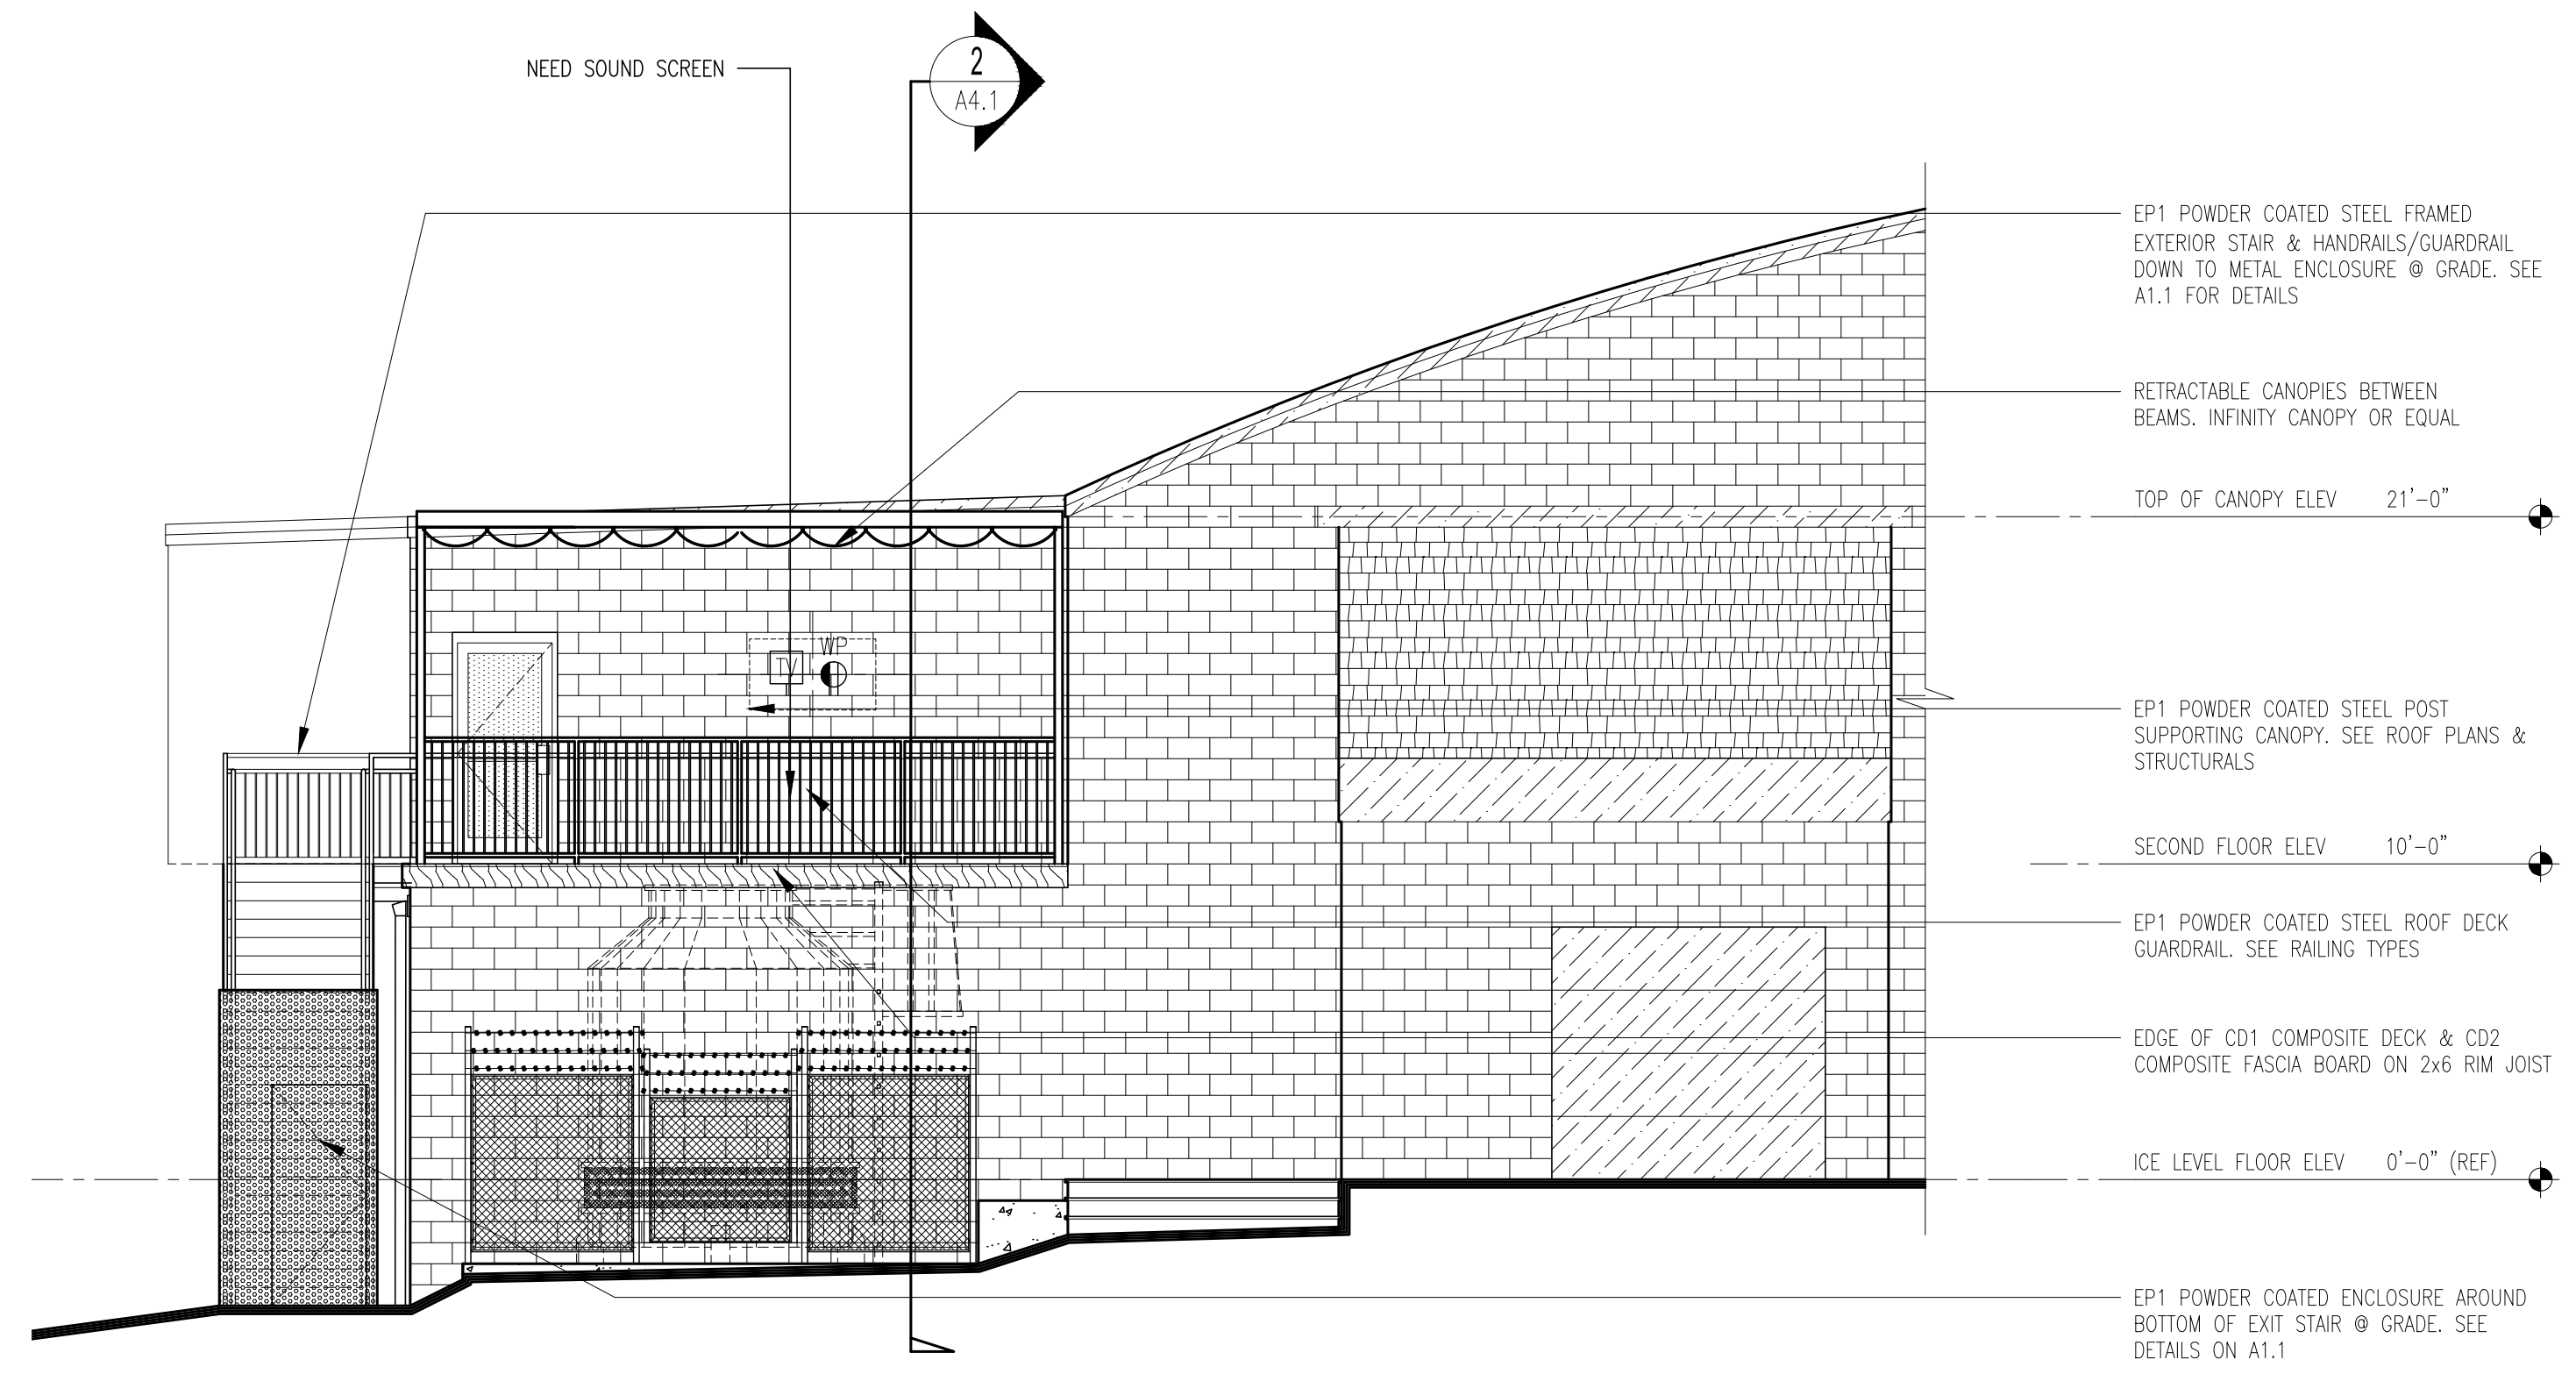 NEED SOUND SCREEN
2
A4.1
EP1 POWDER COATED STEEL FRAMED
EXTERIOR STAIR & HANDRAILS/GUARDRAIL
DOWN TO METAL ENCLOSURE @ GRADE. SEE
A1.1 FOR DETAILS
RETRACTABLE CANOPIES BETWEEN
BEAMS. INFINITY CANOPY OR EQUAL
TOP OF CANOPY ELEV 21'-0"
WP
TV
EP1 POWDER COATED STEEL POST
SUPPORTING CANOPY. SEE ROOF PLANS &
STRUCTURALS
SECOND FLOOR ELEV 10'-0"
EP1 POWDER COATED STEEL ROOF DECK
GUARDRAIL. SEE RAILING TYPES
EDGE OF CD1 COMPOSITE DECK & CD2
COMPOSITE FASCIA BOARD ON 2x6 RIM JOIST
ICE LEVEL FLOOR ELEV 0'-0" (REF)
EP1 POWDER COATED ENCLOSURE AROUND
BOTTOM OF EXIT STAIR @ GRADE. SEE
DETAILS ON A1.1